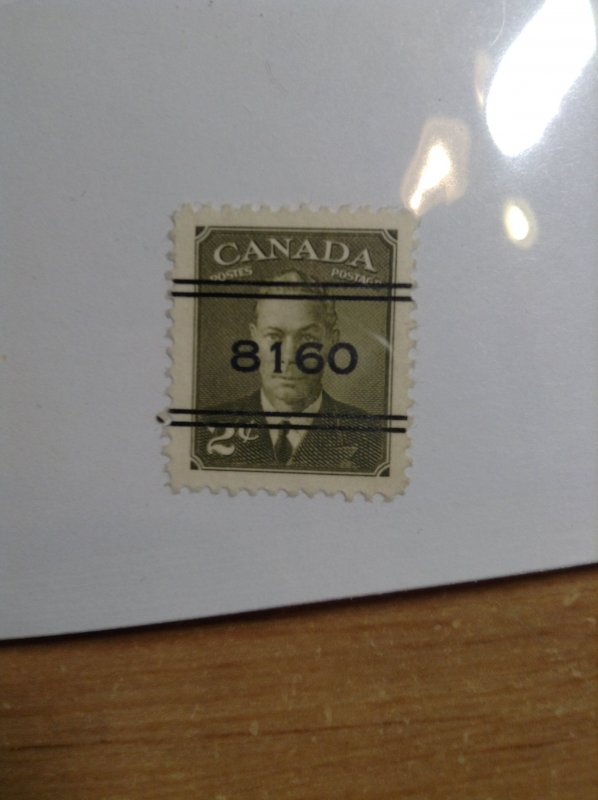 CANADA
POSTES POSTAGE
8160
2¢